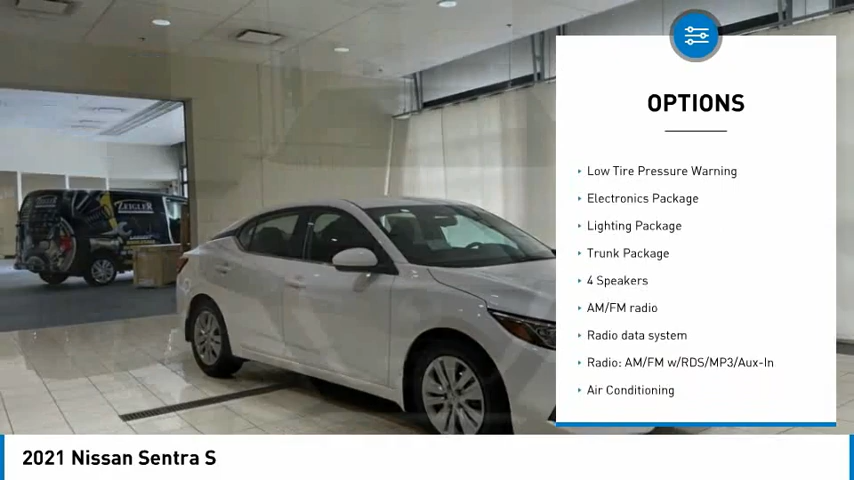 ZEIGLER
OPTIONS
Low Tire Pressure Warning
Electronics Package
Lighting Package
Trunk Package
4 Speakers
AM/FM radio
Radio data system
Radio: AM/FM w/RDS/MP3/Aux-In
Air Conditioning
2021 Nissan Sentra S